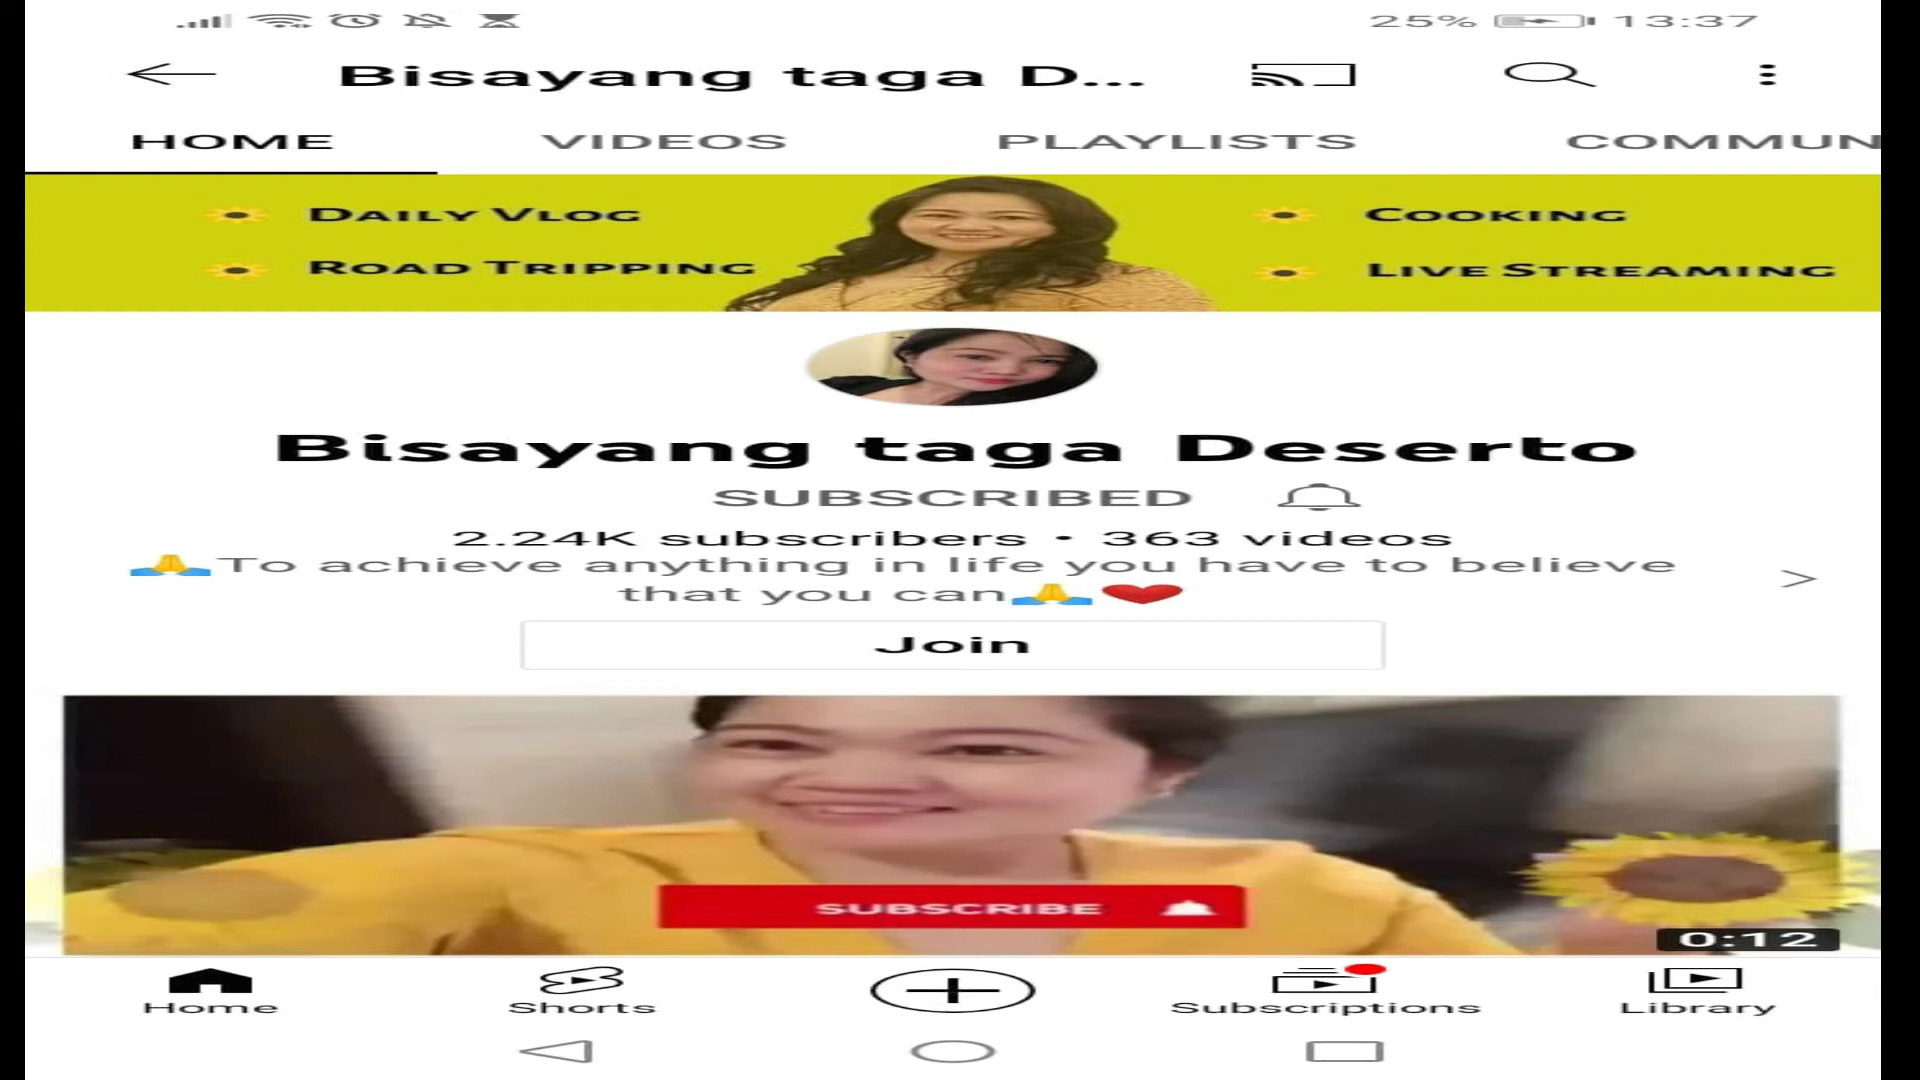 25% 13:37
Bisayang taga D...
HOME VIDEOS PLAYLISTS COMMUN
DAILY VLOG
ROAD TRIPPING
COOKING
LIVE STREAMING
Bisayang taga Deserto
SUBSCRIBED
2.24K subscribers • 363 videos
🙏To achieve anything in life you have to believe
that you can🙏❤️
Join
SUBSCRIBE
0:12
Home Shorts Subscriptions Library